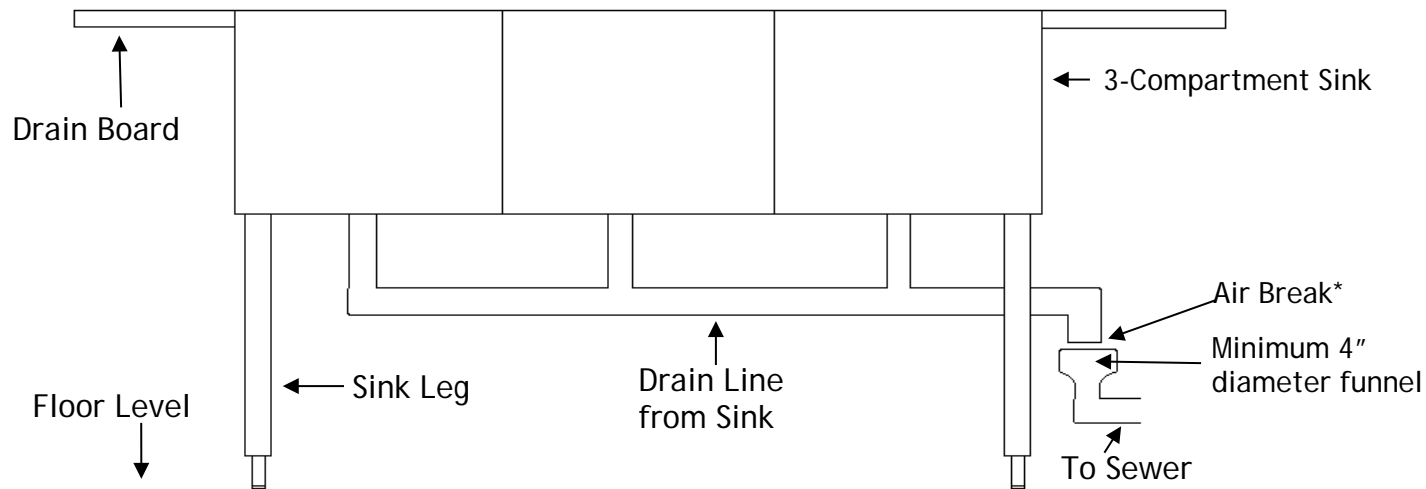 3-Compartment Sink
Drain Board
Air Break*
Minimum 4"
diameter funnel
Sink Leg
Drain Line
from Sink
Floor Level
To Sewer